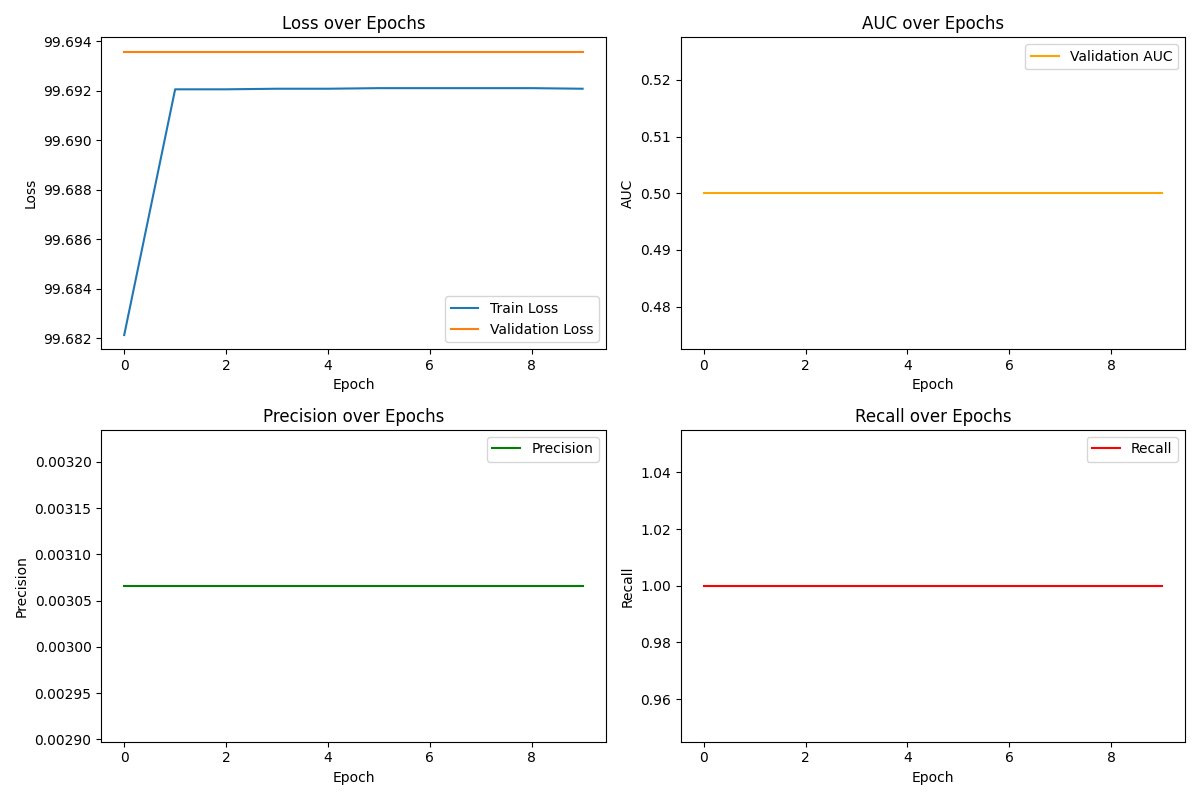 Loss over Epochs
99.694
99.692
99.690
99.688
99.686
99.684
99.682
Loss
0 2 4 6 8
Epoch
Train Loss
Validation Loss
AUC over Epochs
0.52
0.51
0.50
0.49
0.48
AUC
0 2 4 6 8
Epoch
Validation AUC
Precision over Epochs
0.00320
0.00315
0.00310
0.00305
0.00300
0.00295
0.00290
Precision
0 2 4 6 8
Epoch
Precision
Recall over Epochs
1.04
1.02
1.00
0.98
0.96
Recall
0 2 4 6 8
Epoch
Recall